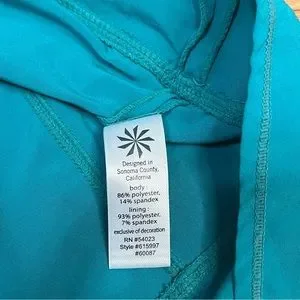 Designed in
Sonoma County,
California
body
86% polyester,
14% spandex
lining:
93% polyester,
7% spandex
exclusive of decoration
RN #54023
Style #615997
#60087